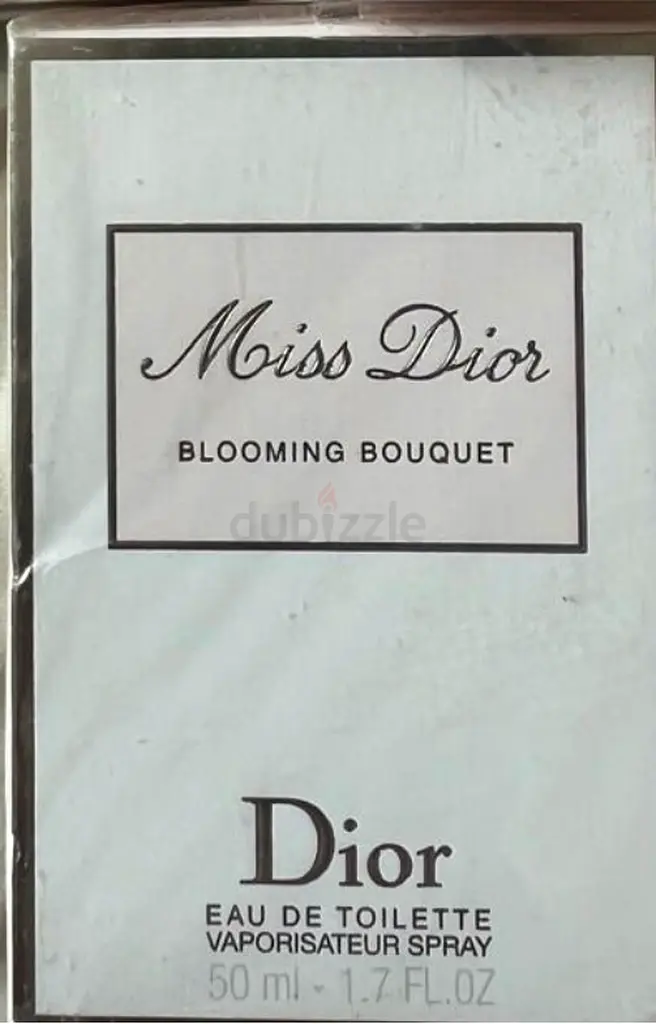 Miss Dior
BLOOMING BOUQUET
dubizzle
Dior
EAU DE TOILETTE
VAPORISATEUR SPRAY
50 ml - 1.7 FL.OZ